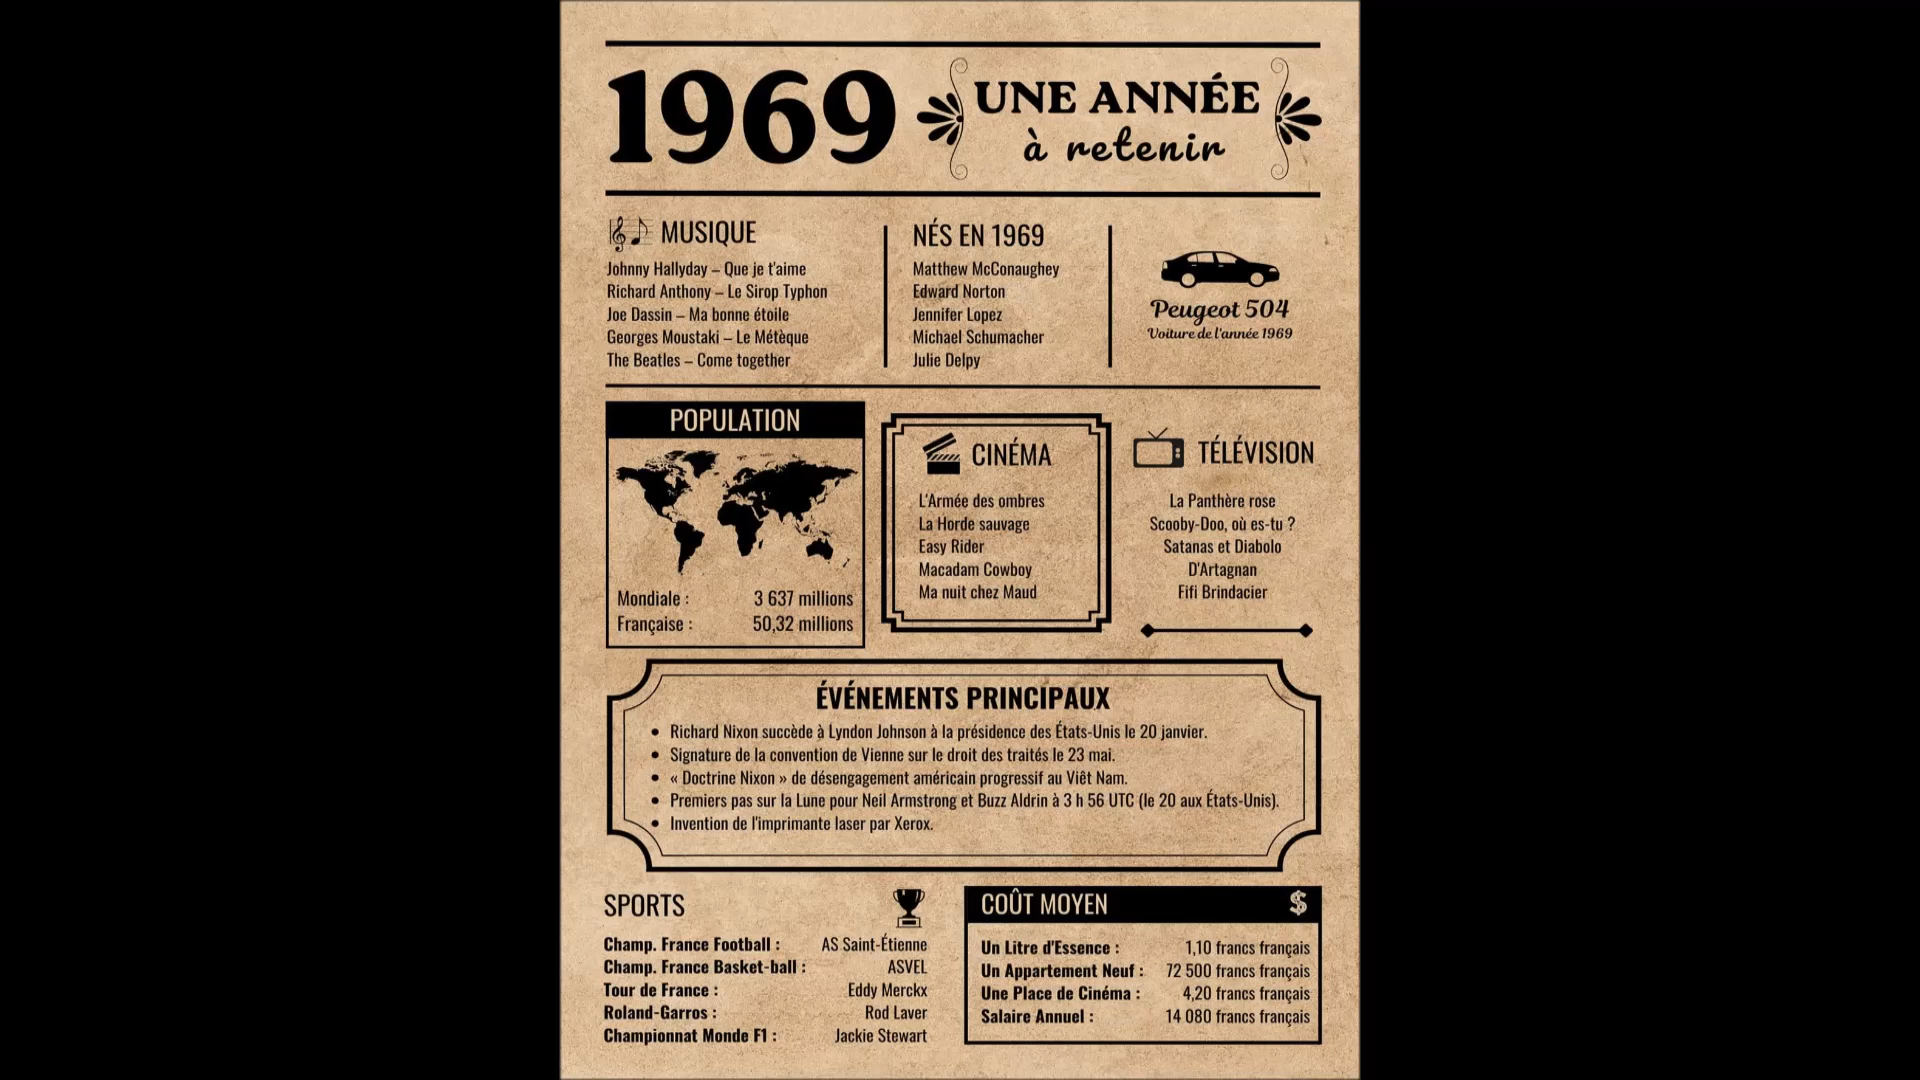 1969
UNE ANNÉE
à retenir
MUSIQUE
Johnny Hallyday – Que je t'aime
Richard Anthony – Le Sirop Typhon
Joe Dassin – Ma bonne étoile
Georges Moustaki – Le Métèque
The Beatles – Come together
NÉS EN 1969
Matthew McConaughey
Edward Norton
Jennifer Lopez
Michael Schumacher
Julie Delpy
Peugeot 504
Voiture de l'année 1969
POPULATION
Mondiale : 3 637 millions
Française : 50,32 millions
CINÉMA
L'Armée des ombres
La Horde sauvage
Easy Rider
Macadam Cowboy
Ma nuit chez Maud
TÉLÉVISION
La Panthère rose
Scooby-Doo, où es-tu ?
Satanas et Diabolo
D'Artagnan
Fifi Brindacier
ÉVÉNEMENTS PRINCIPAUX
• Richard Nixon succède à Lyndon Johnson à la présidence des États-Unis le 20 janvier.
• Signature de la convention de Vienne sur le droit des traités le 23 mai.
• « Doctrine Nixon » de désengagement américain progressif au Viêt Nam.
• Premiers pas sur la Lune pour Neil Armstrong et Buzz Aldrin à 3 h 56 UTC (le 20 aux États-Unis).
• Invention de l'imprimante laser par Xerox.
SPORTS
Champ. France Football : AS Saint-Étienne
Champ. France Basket-ball : ASVEL
Tour de France : Eddy Merckx
Roland-Garros : Rod Laver
Championnat Monde F1 : Jackie Stewart
COÛT MOYEN $
Un Litre d'Essence : 1,10 francs français
Un Appartement Neuf : 72 500 francs français
Une Place de Cinéma : 4,20 francs français
Salaire Annuel : 14 080 francs français